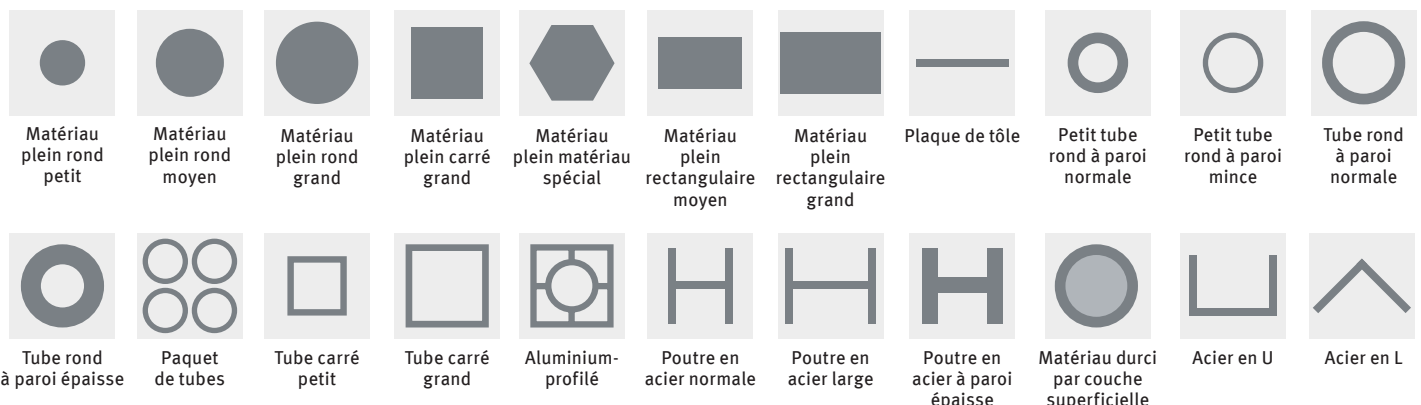 Matériau
plein rond
petit
Matériau
plein rond
moyen
Matériau
plein rond
grand
Matériau
plein carré
grand
Matériau
plein matériau
spécial
Matériau
plein
rectangulaire
moyen
Matériau
plein
rectangulaire
grand
Plaque de tôle
Petit tube
rond à paroi
normale
Petit tube
rond à paroi
mince
Tube rond
à paroi
normale
Tube rond
à paroi épaisse
Paquet
de tubes
Tube carré
petit
Tube carré
grand
Aluminium-
profilé
Poutre en
acier normale
Poutre en
acier large
Poutre en
acier à paroi
épaisse
Matériau durci
par couche
superficielle
Acier en U
Acier en L